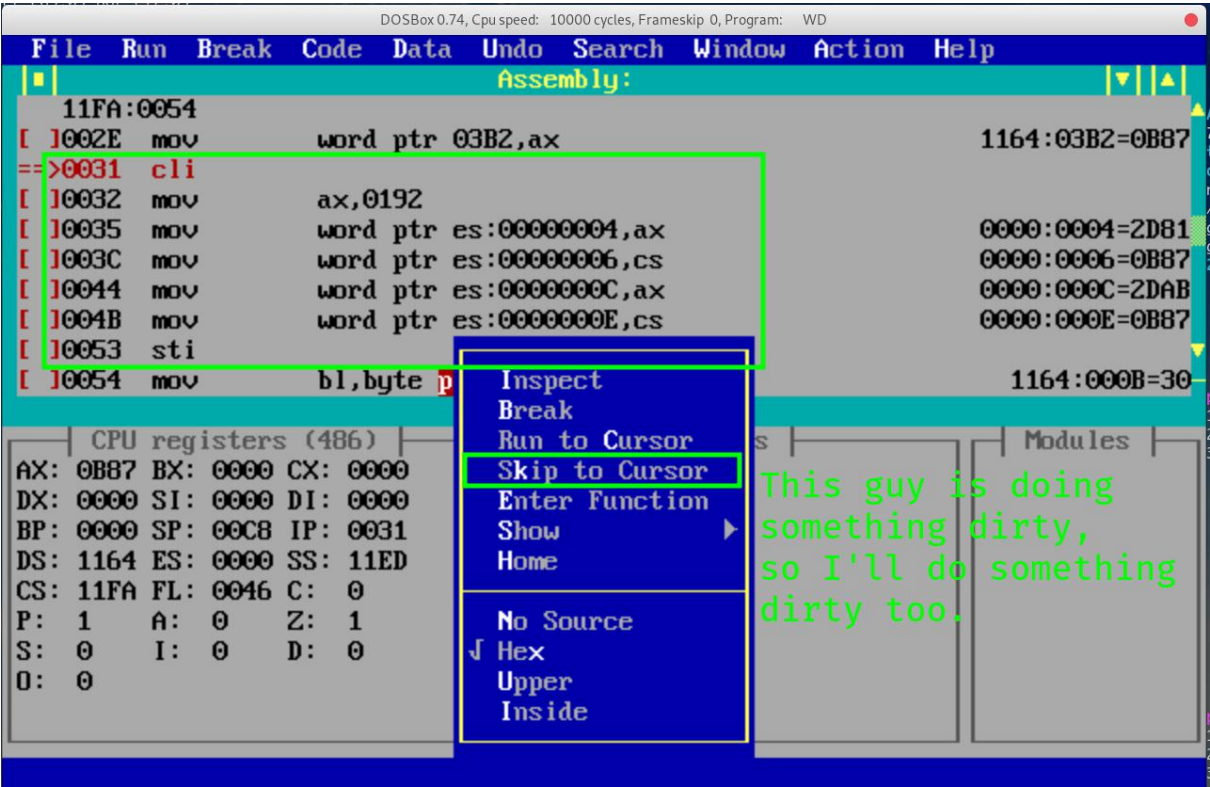 DOSBox 0.74, Cpu speed: 10000 cycles, Frameskip 0, Program: WD
File Run Break Code Data Undo Search Window Action Help
Assembly:
11FA:0054
[ ]002E mov word ptr 03B2,ax 1164:03B2=0B87
==>0031 cli
[ ]0032 mov ax,0192
[ ]0035 mov word ptr es:00000004,ax 0000:0004=2D81
[ ]003C mov word ptr es:00000006,cs 0000:0006=0B87
[ ]0044 mov word ptr es:0000000C,ax 0000:000C=2DAB
[ ]004B mov word ptr es:0000000E,cs 0000:000E=0B87
[ ]0053 sti
[ ]0054 mov bl,byte p 1164:000B=30
Inspect
Break
Run to Cursor
Skip to Cursor
Enter Function
Show
Home
No Source
√ Hex
Upper
Inside
CPU registers (486)
AX: 0B87 BX: 0000 CX: 0000
DX: 0000 SI: 0000 DI: 0000
BP: 0000 SP: 00C8 IP: 0031
DS: 1164 ES: 0000 SS: 11ED
CS: 11FA FL: 0046 C: 0
P: 1 A: 0 Z: 1
S: 0 I: 0 D: 0
O: 0
s
Modules
This guy is doing
something dirty,
so I'll do something
dirty too.